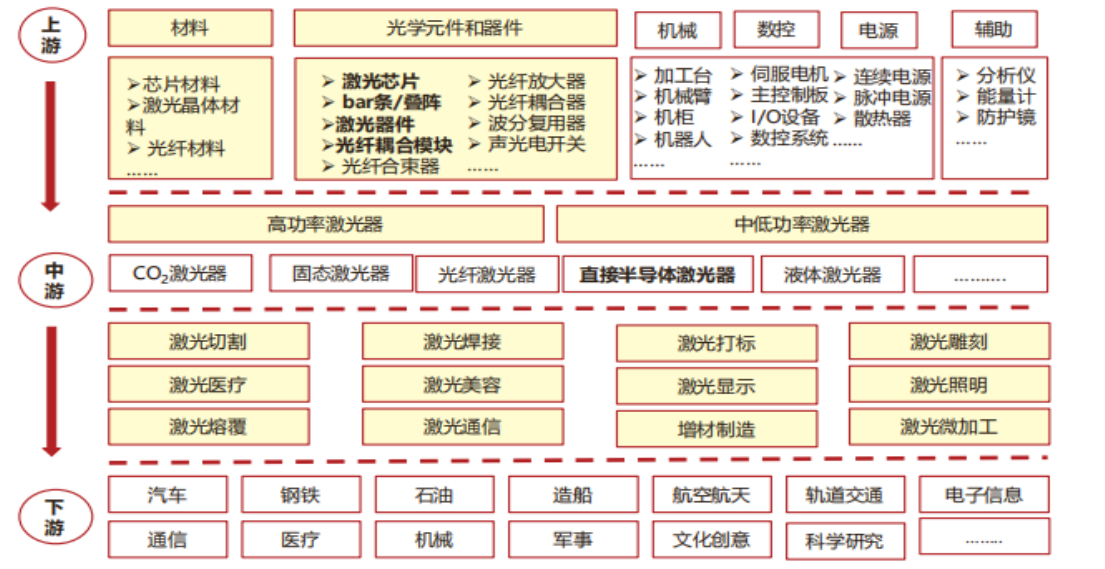 上游
材料
光学元件和器件
机械
数控
电源
辅助
➢芯片材料
➢激光晶体材
料
➢ 光纤材料
……
➢ 激光芯片
➢ bar条/叠阵
➢激光器件
➢光纤耦合模块
➢ 光纤合束器
➢ 光纤放大器
➢ 光纤耦合器
➢ 波分复用器
➢ 声光电开关
……
➢ 加工台
➢ 机械臂
➢ 机柜
➢ 机器人
……
➢ 伺服电机
➢ 主控制板
➢ I/O设备
➢ 数控系统
……
➢ 连续电源
➢ 脉冲电源
➢ 散热器
……
➢ 分析仪
➢ 能量计
➢ 防护镜
……
中游
高功率激光器
中低功率激光器
CO₂激光器
固态激光器
光纤激光器
直接半导体激光器
液体激光器
……….
激光切割
激光焊接
激光打标
激光雕刻
激光医疗
激光美容
激光显示
激光照明
激光熔覆
激光通信
增材制造
激光微加工
下游
汽车
钢铁
石油
造船
航空航天
轨道交通
电子信息
通信
医疗
机械
军事
文化创意
科学研究
……..